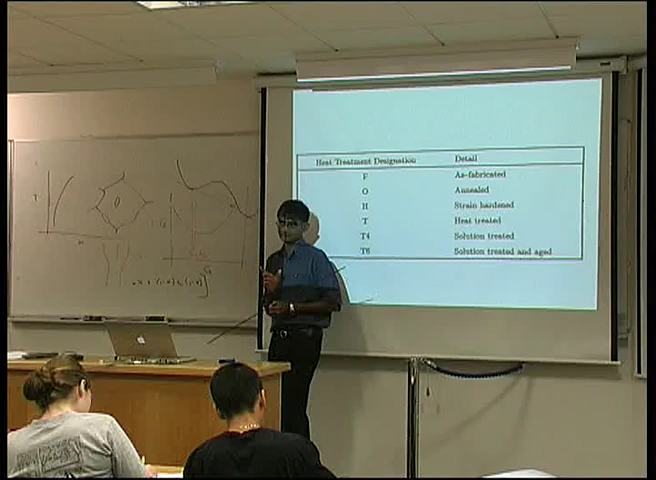 Heat Treatment Designation Detail
F As-fabricated
O Annealed
H Strain hardened
T Heat treated
T4 Solution treated
T6 Solution treated and aged